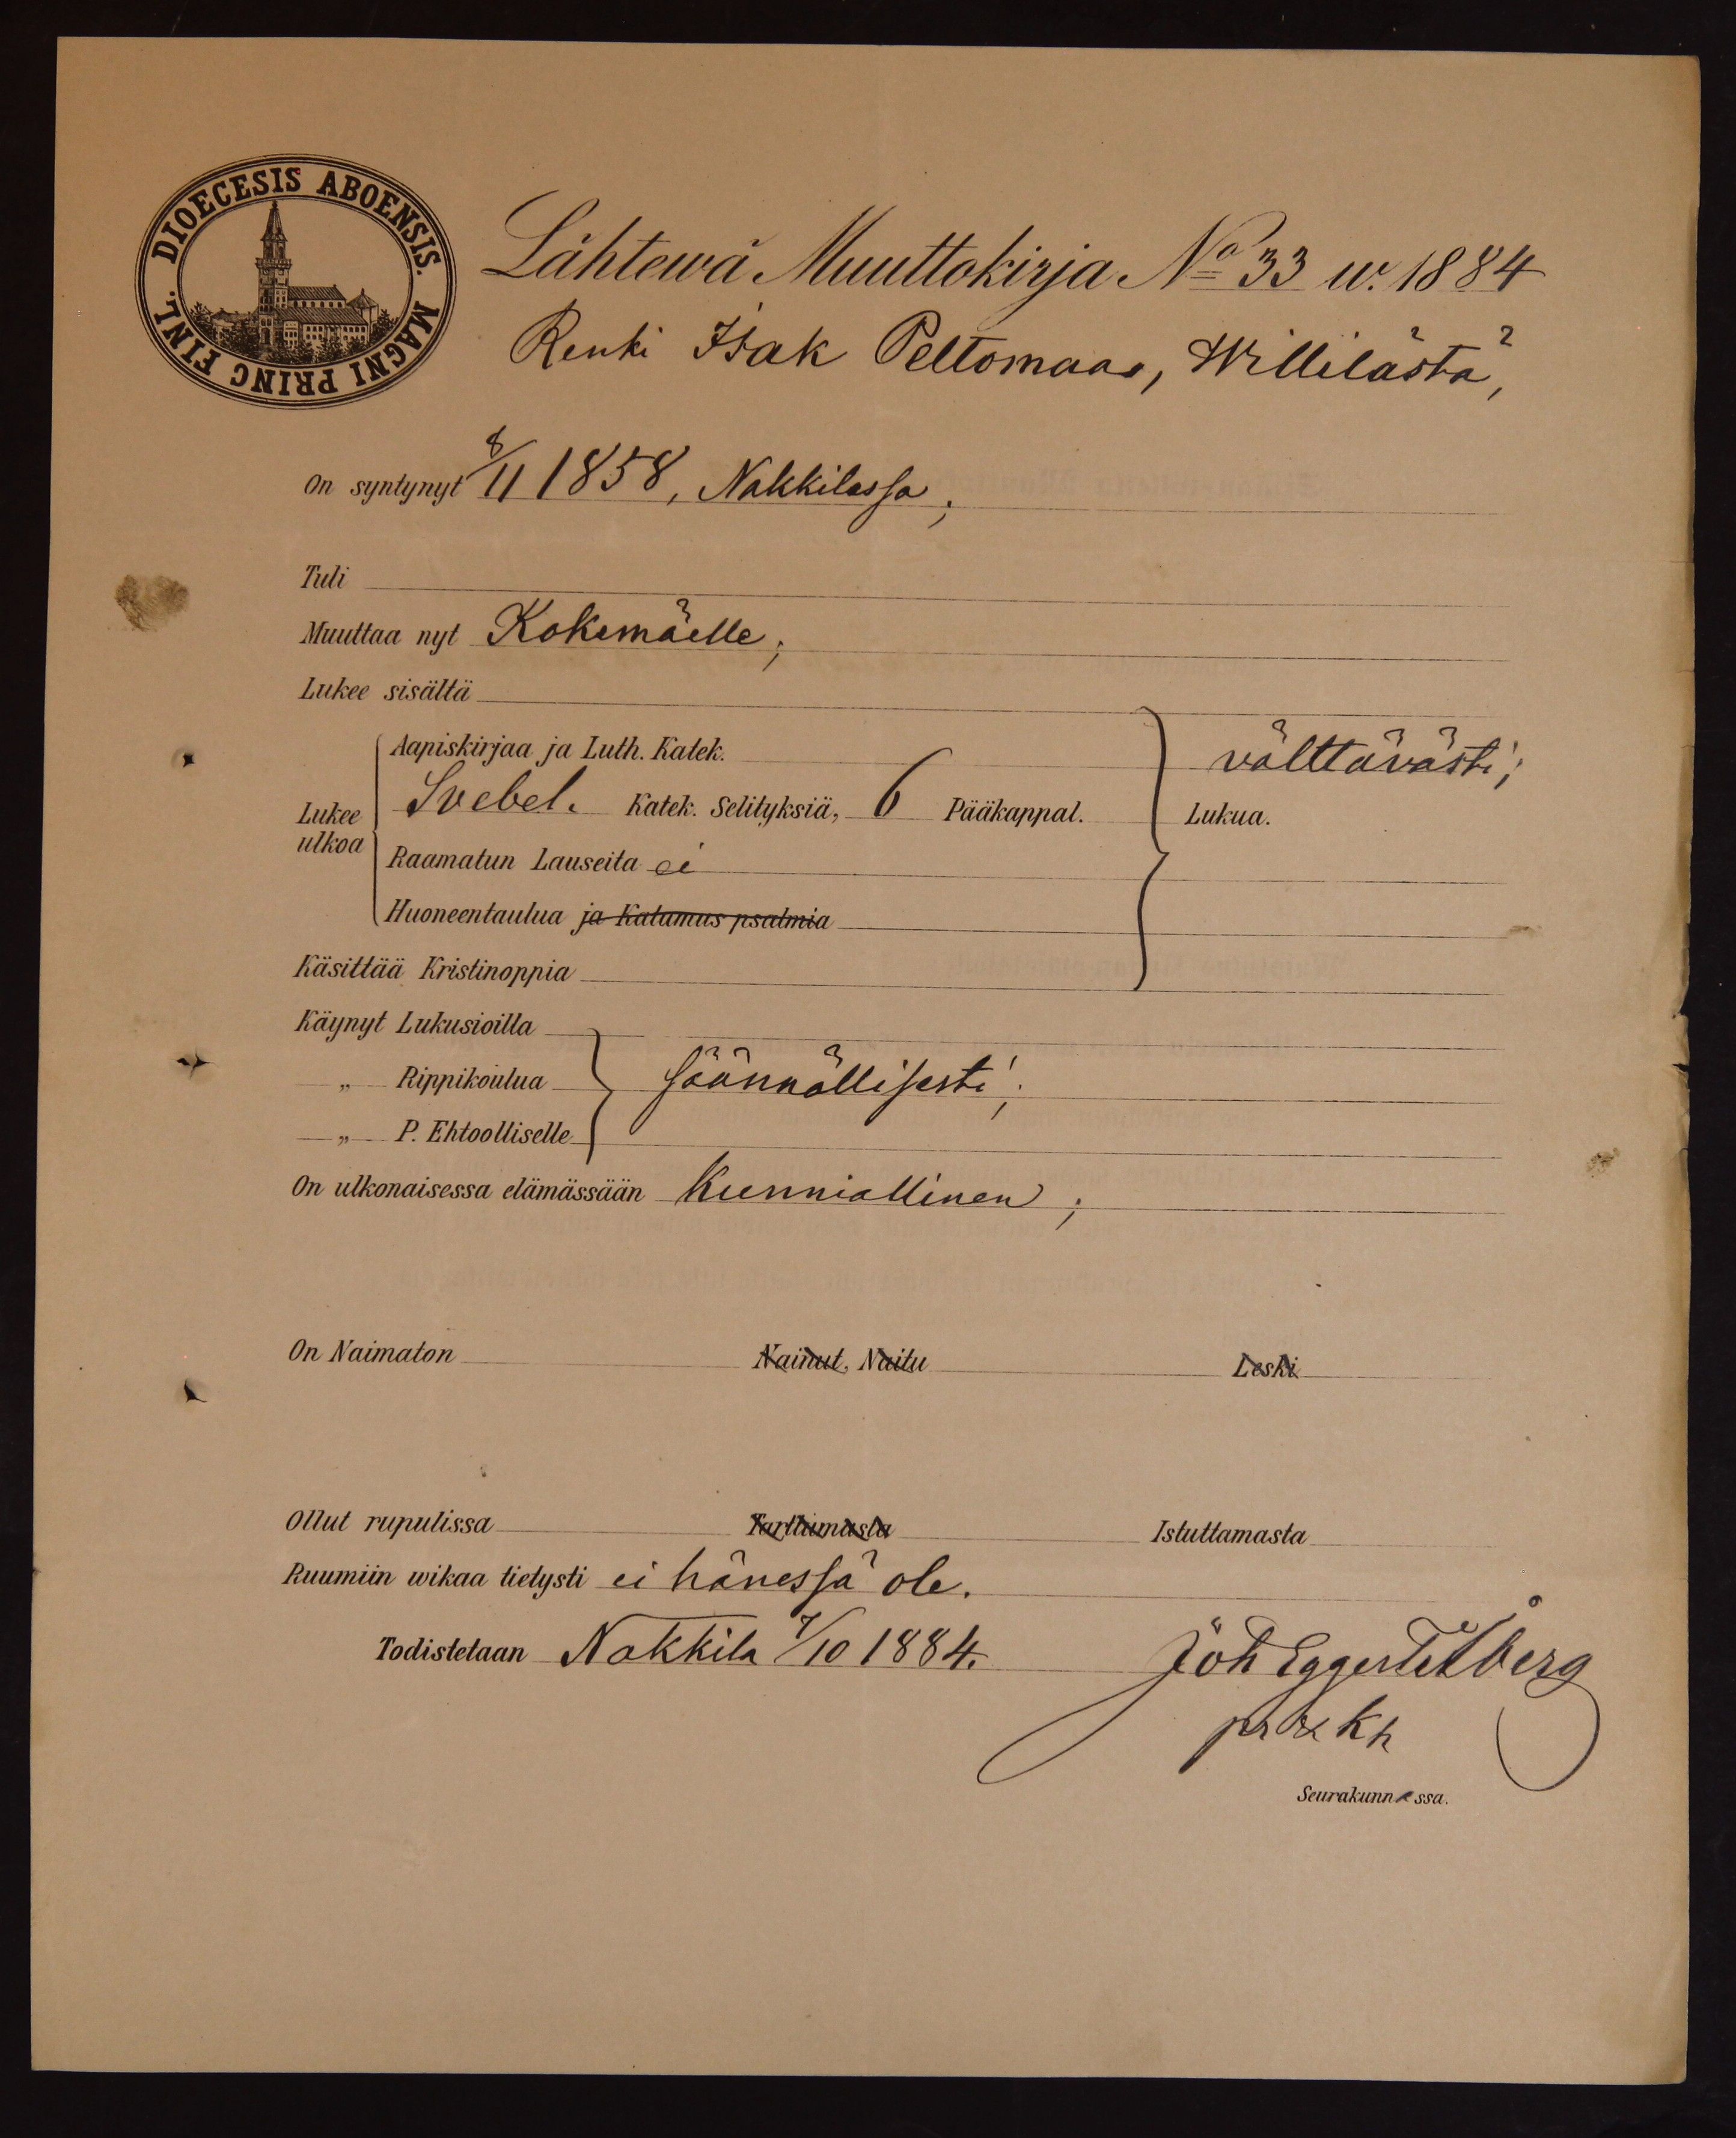 DIOECESIS ABOENSIS. MAGNI PRINC FINL.
Lähtewä Muuttokirja No 33 w. 1884
Renki Isak Peltomaa, Willilästä,
On syntynyt 8/11 1858, Nakkilassa;
Tuli
Muuttaa nyt Kokemäelle;
Lukee sisältä
Aapiskirjaa ja Luth. Katek. välttävästi;
Lukee ulkoa Svebel. Katek. Selityksiä, 6 Pääkappal. Lukua.
Raamatun Lauseita ei
Huoneentaulua ja Katumus psalmia
Käsittää Kristinoppia
Käynyt Lukusioilla
„ Rippikoulua säännöllisesti;
„ P. Ehtoolliselle
On ulkonaisessa elämässään Kunniallinen;
On Naimaton Nainut, Naitu Leski
Ollut rupulissa Tarttumasta Istuttamasta
Ruumiin wikaa tietysti ei hänessä ole.
Todistetaan Nakkila 7/10 1884.
Seurakunnassa.